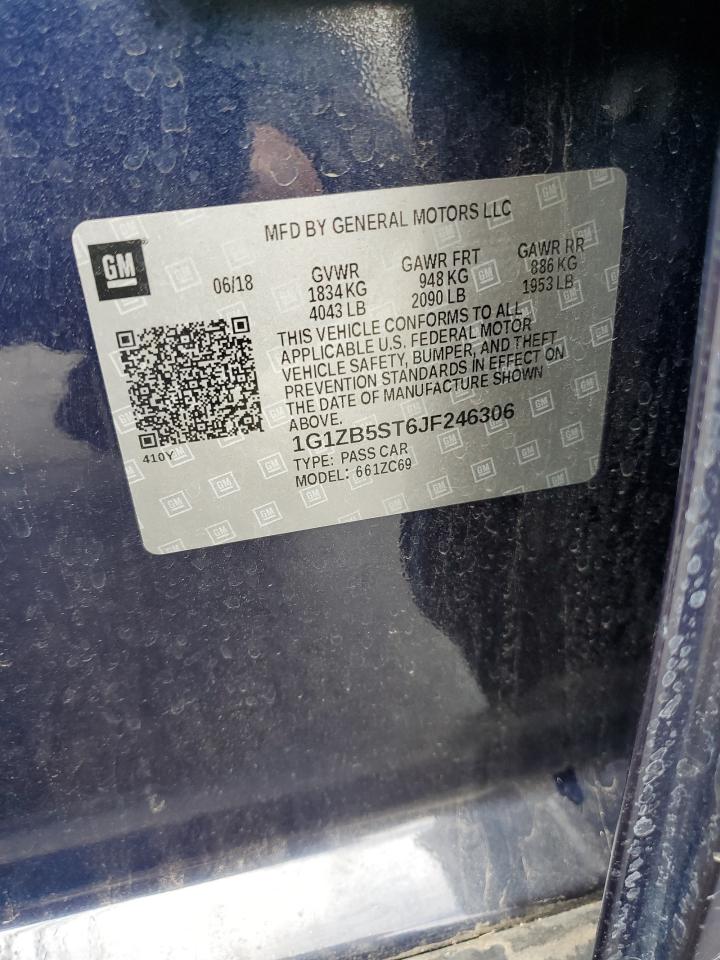 MFD BY GENERAL MOTORS LLC
GM
06/18
GVWR
1834 KG
4043 LB
GAWR FRT
948 KG
2090 LB
GAWR RR
886 KG
1953 LB
THIS VEHICLE CONFORMS TO ALL
APPLICABLE U.S. FEDERAL MOTOR
VEHICLE SAFETY, BUMPER, AND THEFT
PREVENTION STANDARDS IN EFFECT ON
THE DATE OF MANUFACTURE SHOWN
ABOVE.
1G1ZB5ST6JF246306
TYPE: PASS CAR
MODEL: 661ZC69
410Y